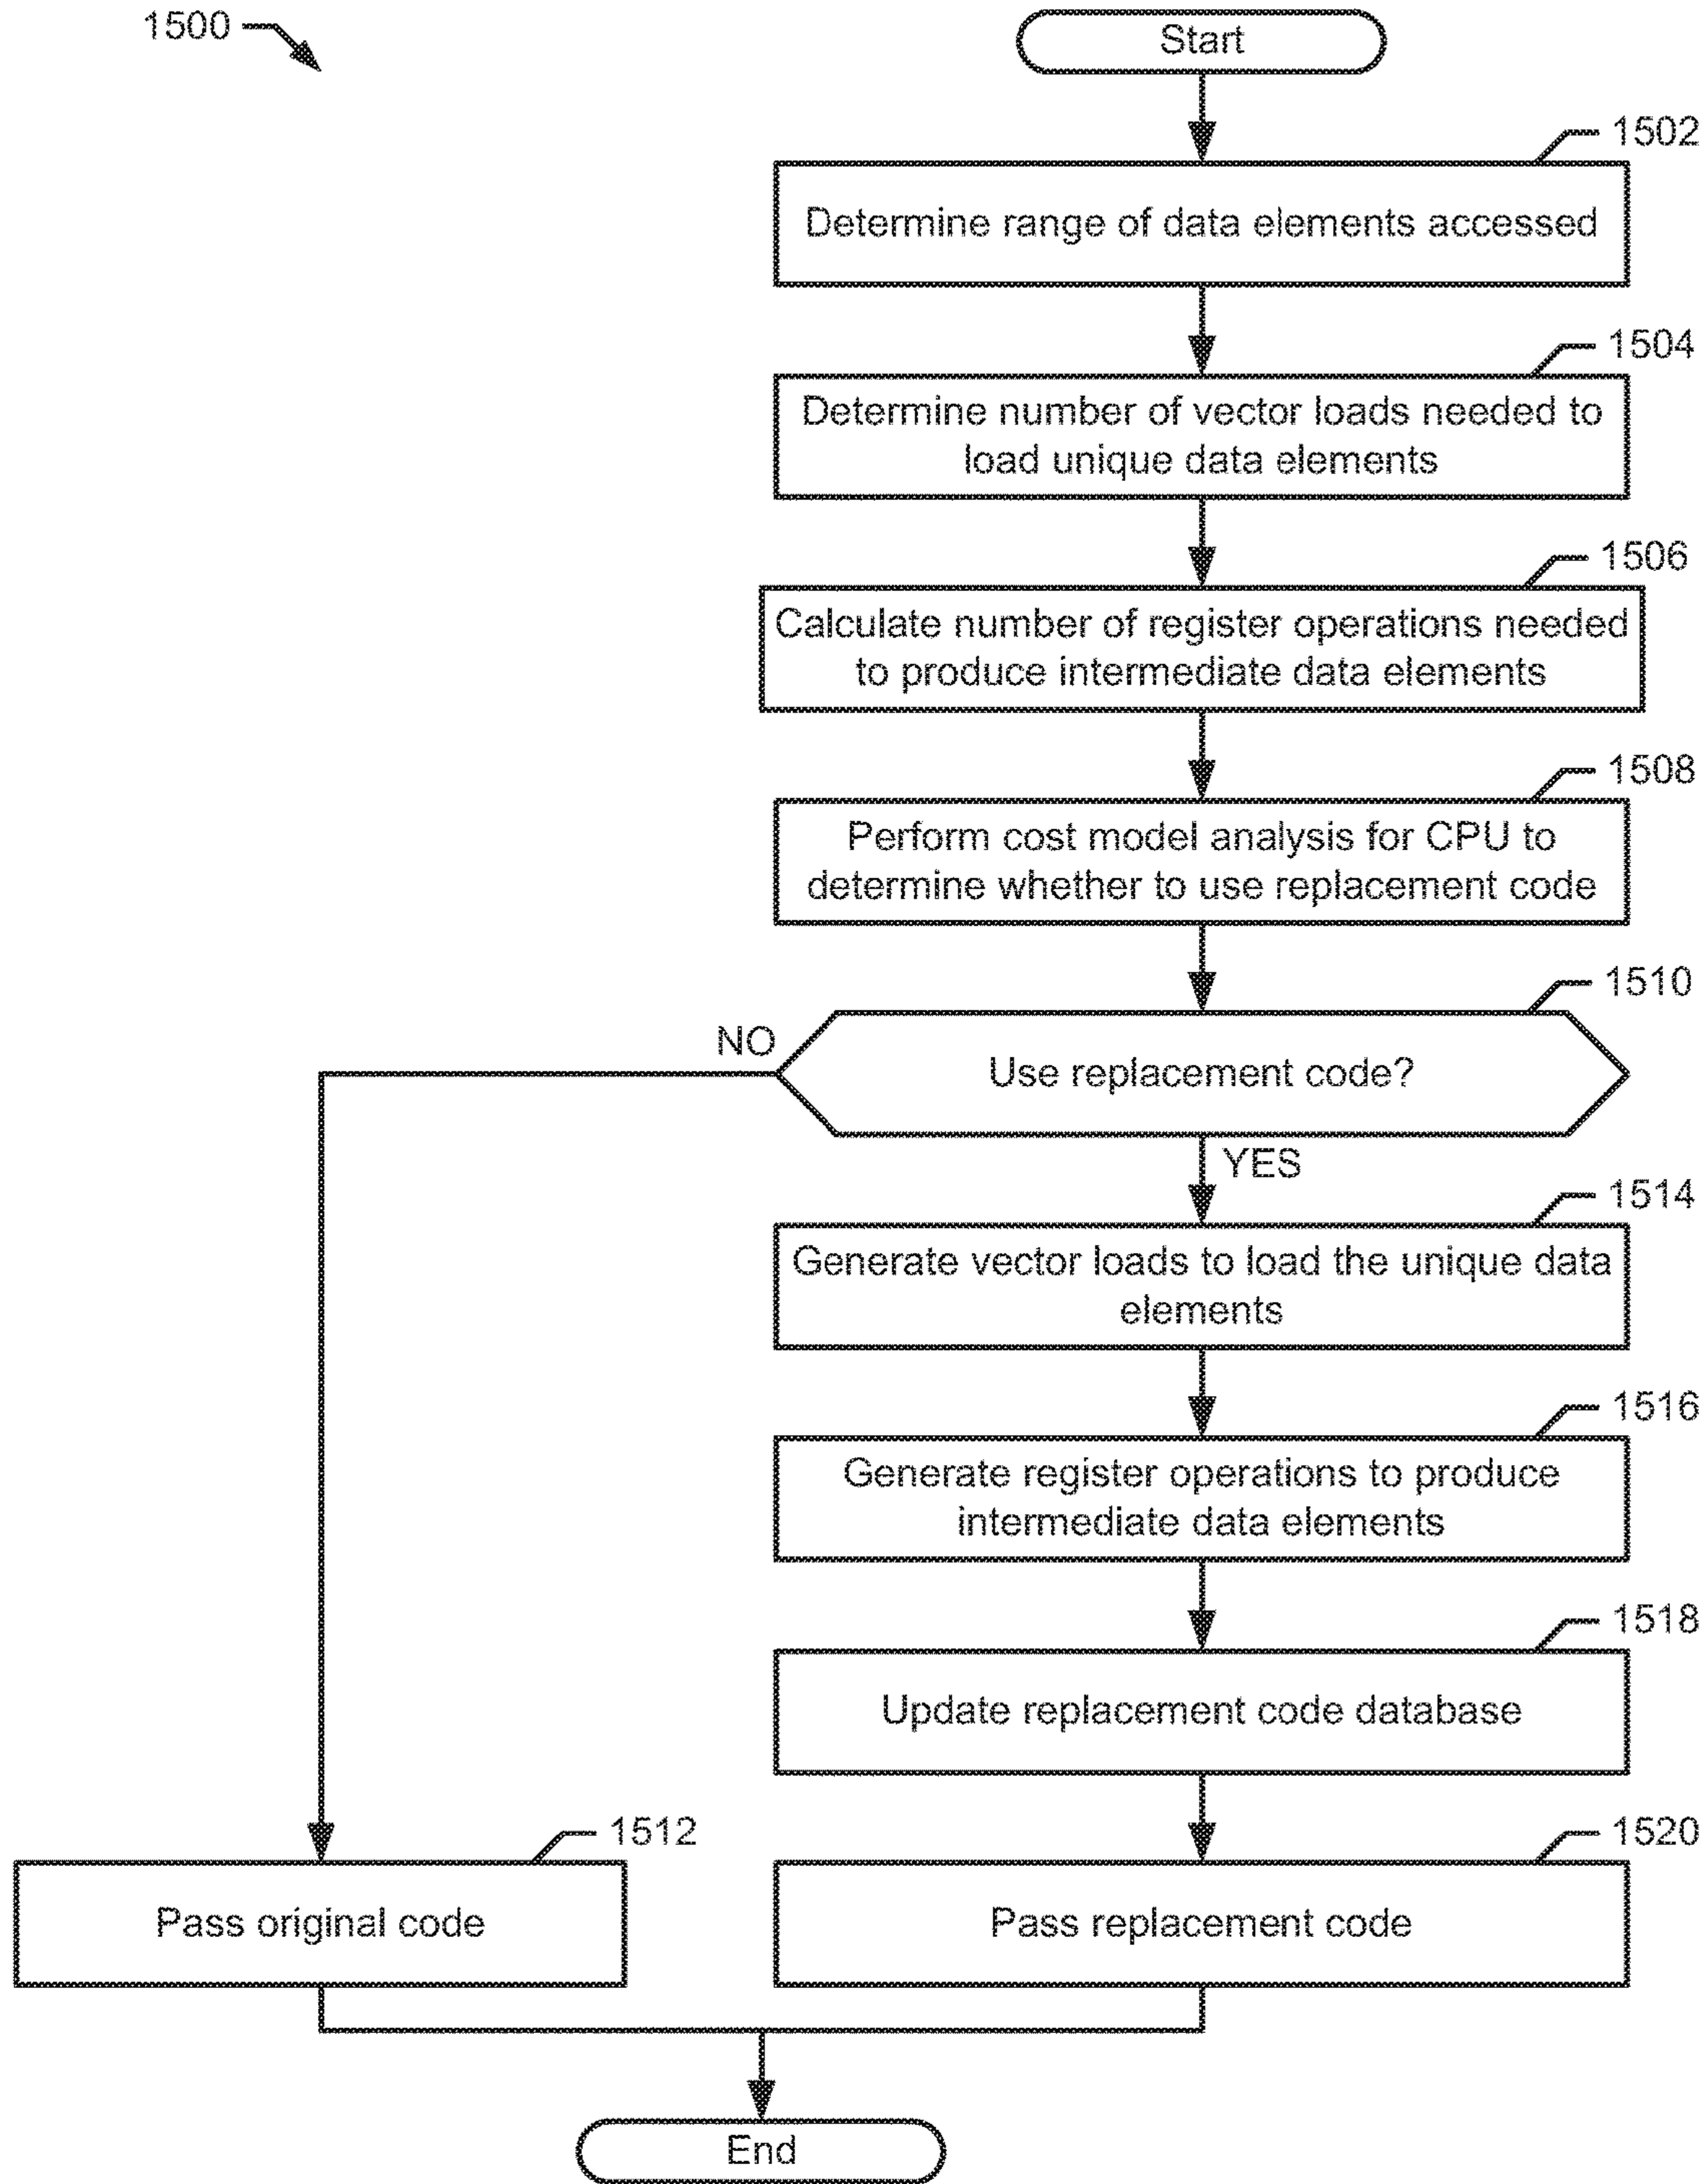 1500
Start
1502
Determine range of data elements accessed
1504
Determine number of vector loads needed to
load unique data elements
1506
Calculate number of register operations needed
to produce intermediate data elements
1508
Perform cost model analysis for CPU to
determine whether to use replacement code
1510
NO
Use replacement code?
YES
1514
Generate vector loads to load the unique data
elements
1516
Generate register operations to produce
intermediate data elements
1518
Update replacement code database
1512
1520
Pass original code
Pass replacement code
End